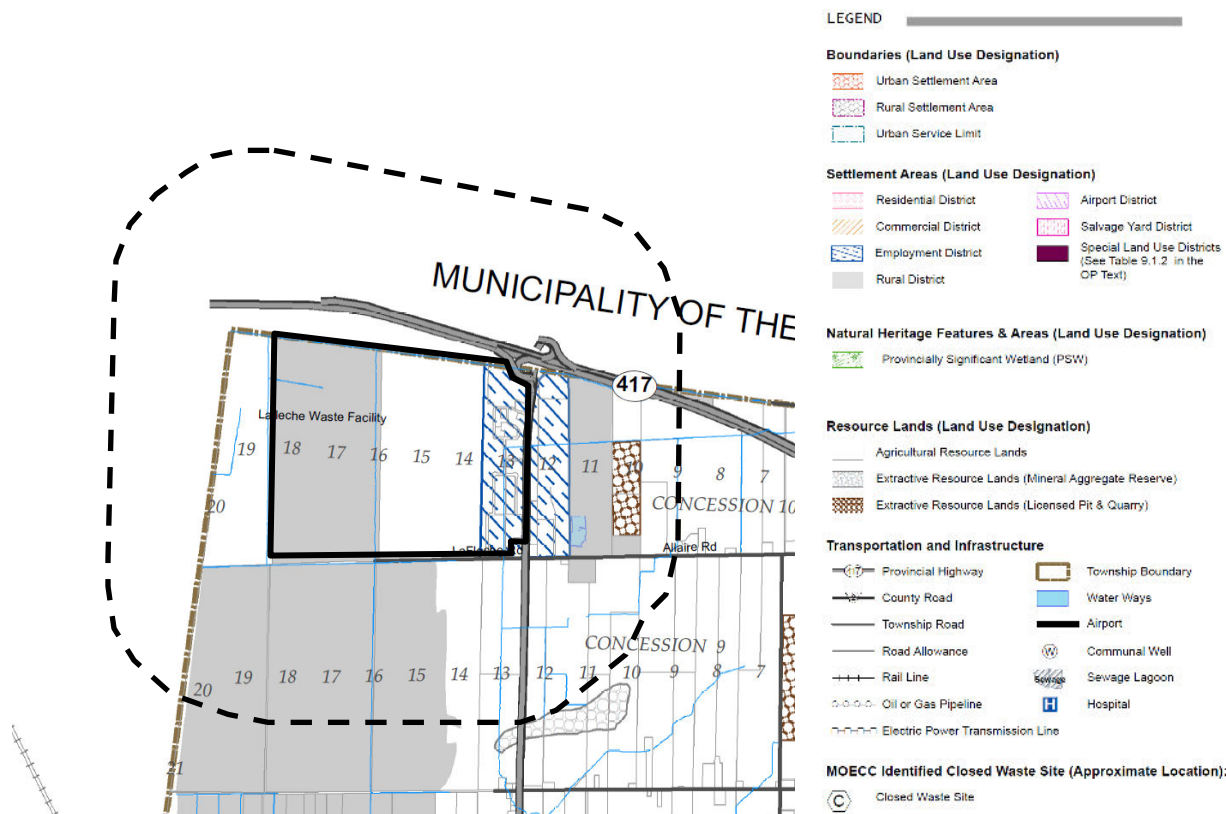 MUNICIPALITY OF THE
417
Lafleche Waste Facility
19 18 17 16 15 14 13 12 11 10 9 8 7
20
CONCESSION 10
LaFleche Rd
Allaire Rd
CONCESSION 9
20 19 18 17 16 15 14 13 12 11 10 9 8 7
21
LEGEND
Boundaries (Land Use Designation)
Urban Settlement Area
Rural Settlement Area
Urban Service Limit
Settlement Areas (Land Use Designation)
Residential District
Commercial District
Employment District
Rural District
Airport District
Salvage Yard District
Special Land Use Districts
(See Table 9.1.2 in the
OP Text)
Natural Heritage Features & Areas (Land Use Designation)
Provincially Significant Wetland (PSW)
Resource Lands (Land Use Designation)
Agricultural Resource Lands
Extractive Resource Lands (Mineral Aggregate Reserve)
Extractive Resource Lands (Licensed Pit & Quarry)
Transportation and Infrastructure
417 Provincial Highway
County Road
Township Road
Road Allowance
Rail Line
Oil or Gas Pipeline
Electric Power Transmission Line
Township Boundary
Water Ways
Airport
W Communal Well
Sewage Sewage Lagoon
H Hospital
MOECC Identified Closed Waste Site (Approximate Location):
C Closed Waste Site